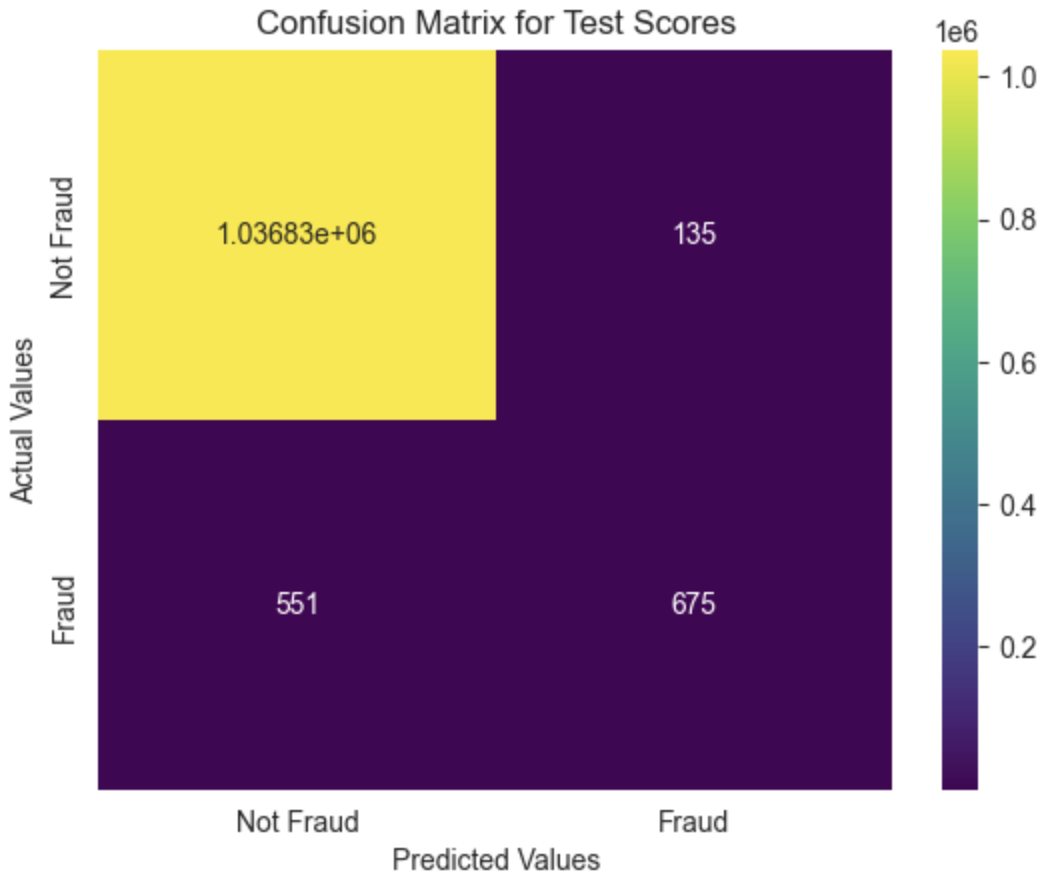 Confusion Matrix for Test Scores
1e6
1.0
0.8
0.6
0.4
0.2
Actual Values
Not Fraud
1.03683e+06
135
Fraud
551
675
Not Fraud
Fraud
Predicted Values